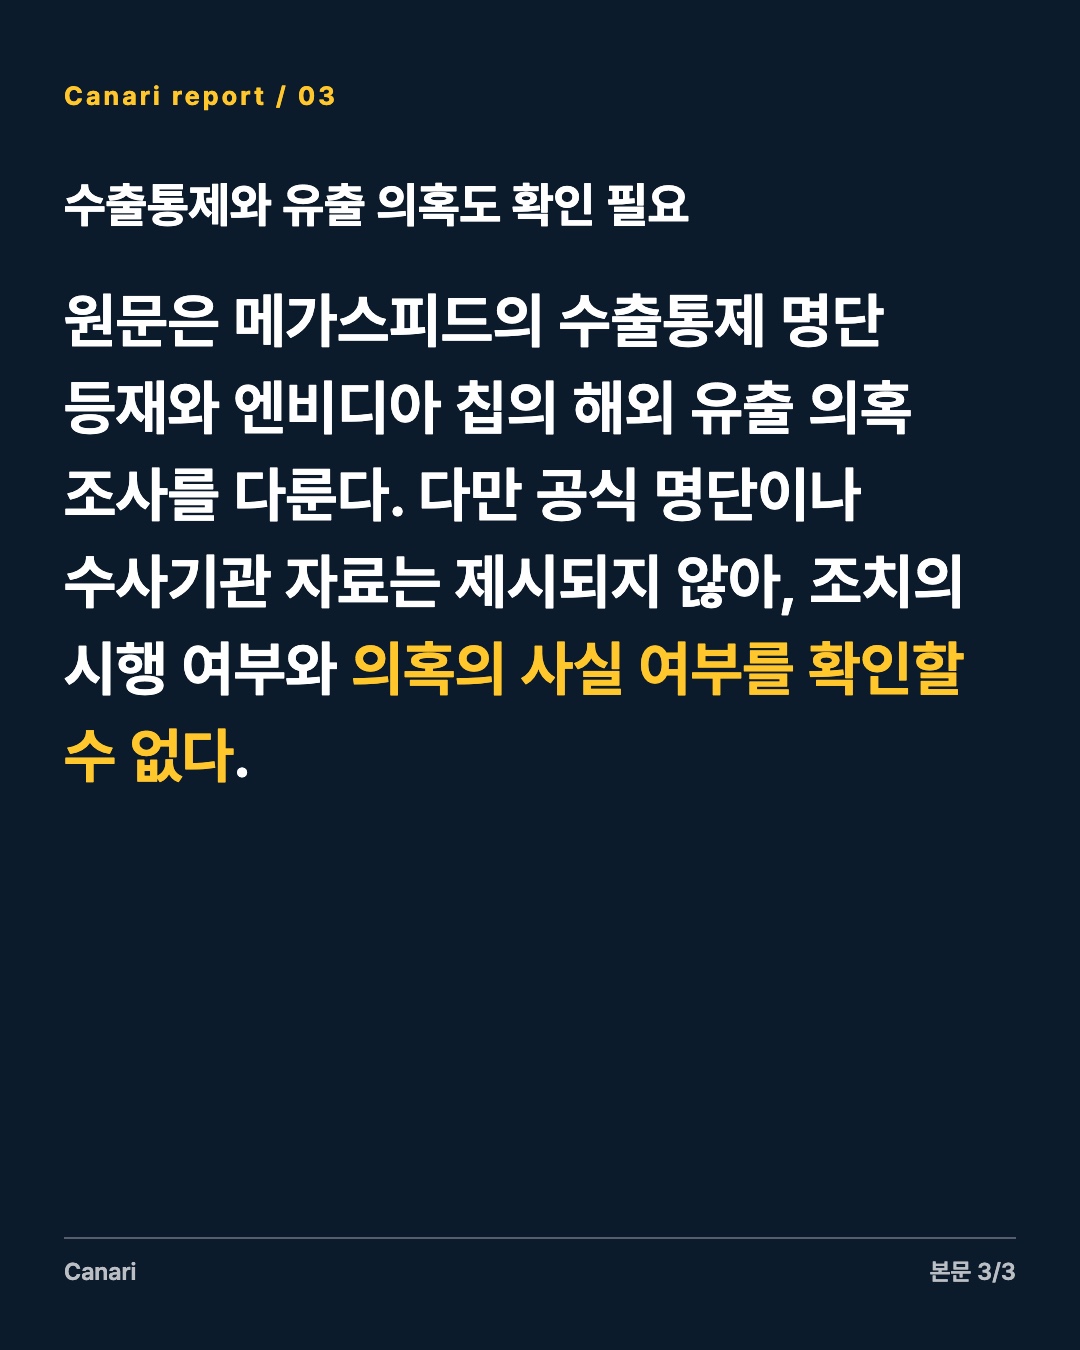 Canari report / 03
수출통제와 유출 의혹도 확인 필요
원문은 메가스피드의 수출통제 명단
등재와 엔비디아 칩의 해외 유출 의혹
조사를 다룬다. 다만 공식 명단이나
수사기관 자료는 제시되지 않아, 조치의
시행 여부와 의혹의 사실 여부를 확인할
수 없다.
Canari
본문 3/3